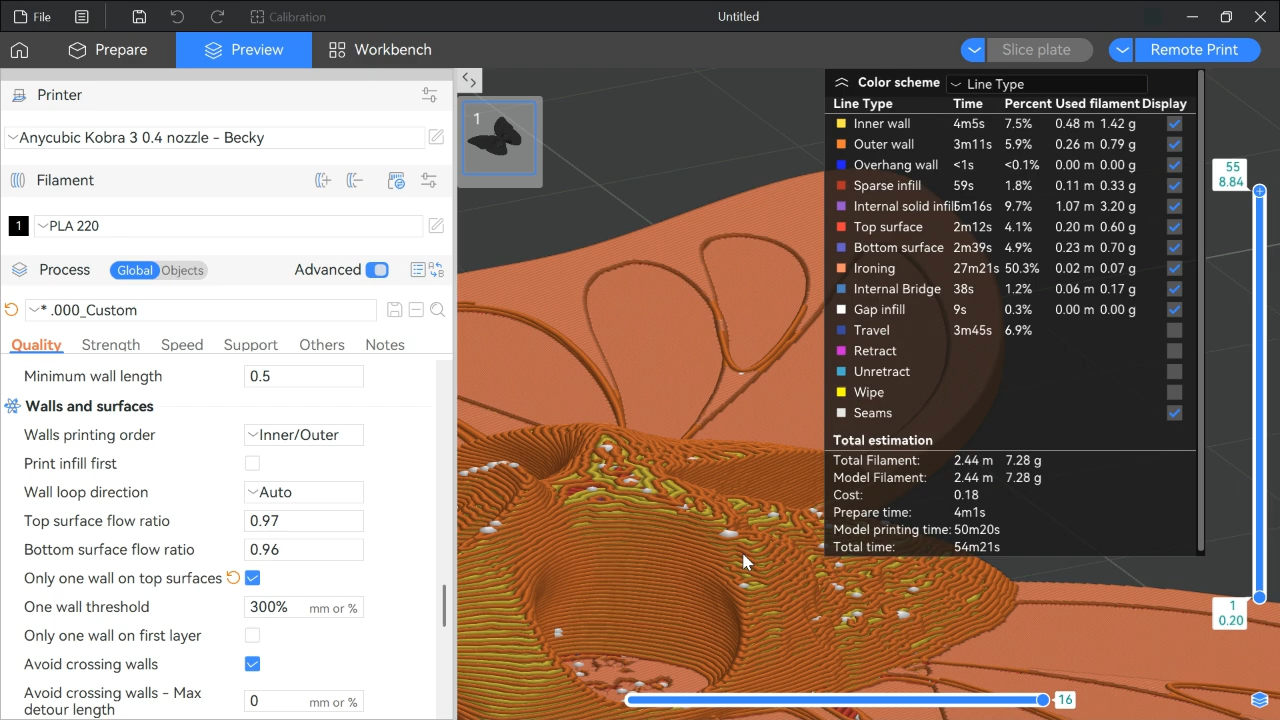 File
Calibration
Untitled
Prepare
Preview
Workbench
Slice plate
Remote Print
Printer
Anycubic Kobra 3 0.4 nozzle - Becky
Filament
1
PLA 220
Process
Global
Objects
Advanced
* .000_Custom
Quality
Strength
Speed
Support
Others
Notes
Minimum wall length
0.5
Walls and surfaces
Walls printing order
Inner/Outer
Print infill first
Wall loop direction
Auto
Top surface flow ratio
0.97
Bottom surface flow ratio
0.96
Only one wall on top surfaces
One wall threshold
300% mm or %
Only one wall on first layer
Avoid crossing walls
Avoid crossing walls - Max
detour length
0 mm or %
1
Color scheme
Line Type
Line Type Time Percent Used filament Display
Inner wall 4m5s 7.5% 0.48 m 1.42 g
Outer wall 3m11s 5.9% 0.26 m 0.79 g
Overhang wall <1s <0.1% 0.00 m 0.00 g
Sparse infill 59s 1.8% 0.11 m 0.33 g
Internal solid infill 5m16s 9.7% 1.07 m 3.20 g
Top surface 2m12s 4.1% 0.20 m 0.60 g
Bottom surface 2m39s 4.9% 0.23 m 0.70 g
Ironing 27m21s 50.3% 0.02 m 0.07 g
Internal Bridge 38s 1.2% 0.06 m 0.17 g
Gap infill 9s 0.3% 0.00 m 0.00 g
Travel 3m45s 6.9%
Retract
Unretract
Wipe
Seams
Total estimation
Total Filament: 2.44 m 7.28 g
Model Filament: 2.44 m 7.28 g
Cost: 0.18
Prepare time: 4m1s
Model printing time: 50m20s
Total time: 54m21s
55
8.84
1
0.20
16